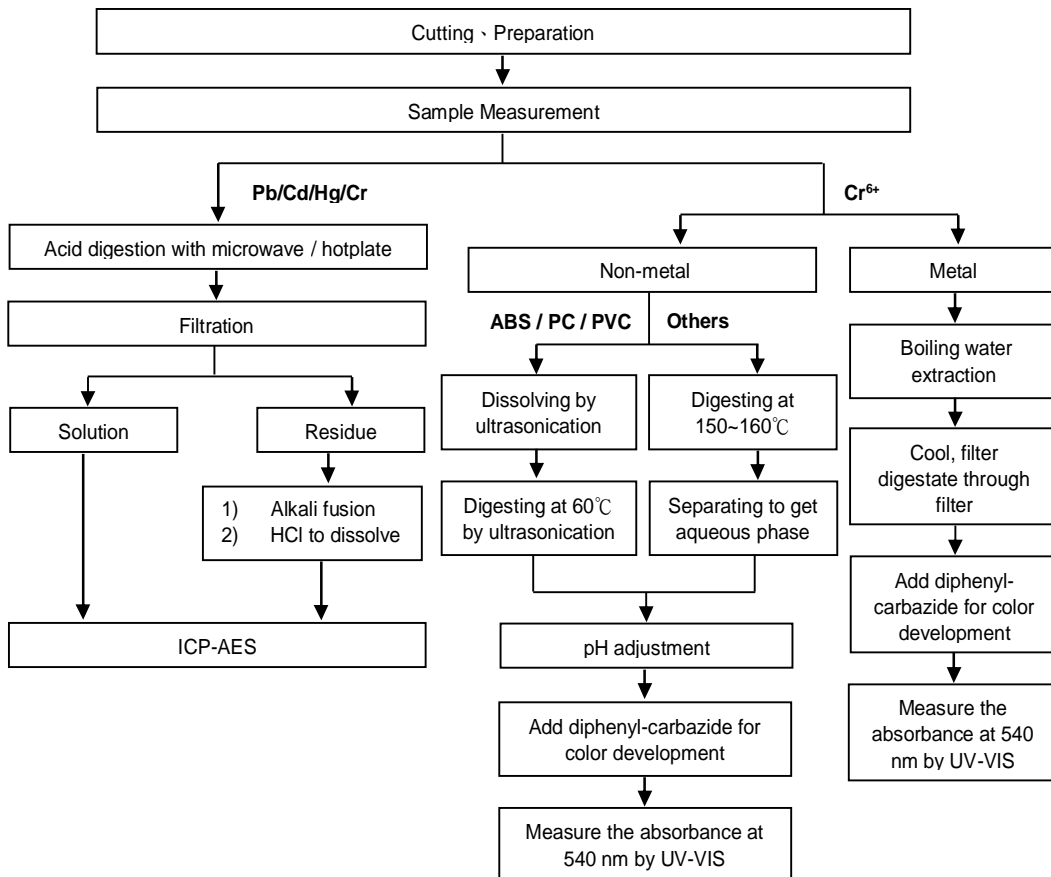 Cutting、Preparation
Sample Measurement
Pb/Cd/Hg/Cr
Cr⁶⁺
Acid digestion with microwave / hotplate
Non-metal
Metal
Filtration
ABS / PC / PVC
Others
Boiling water
extraction
Solution
Residue
Dissolving by
ultrasonication
Digesting at
150~160℃
Cool, filter
digestate through
filter
1) Alkali fusion
2) HCl to dissolve
Digesting at 60℃
by ultrasonication
Separating to get
aqueous phase
Add diphenyl-
carbazide for color
development
ICP-AES
pH adjustment
Measure the
absorbance at 540
nm by UV-VIS
Add diphenyl-carbazide for
color development
Measure the absorbance at
540 nm by UV-VIS